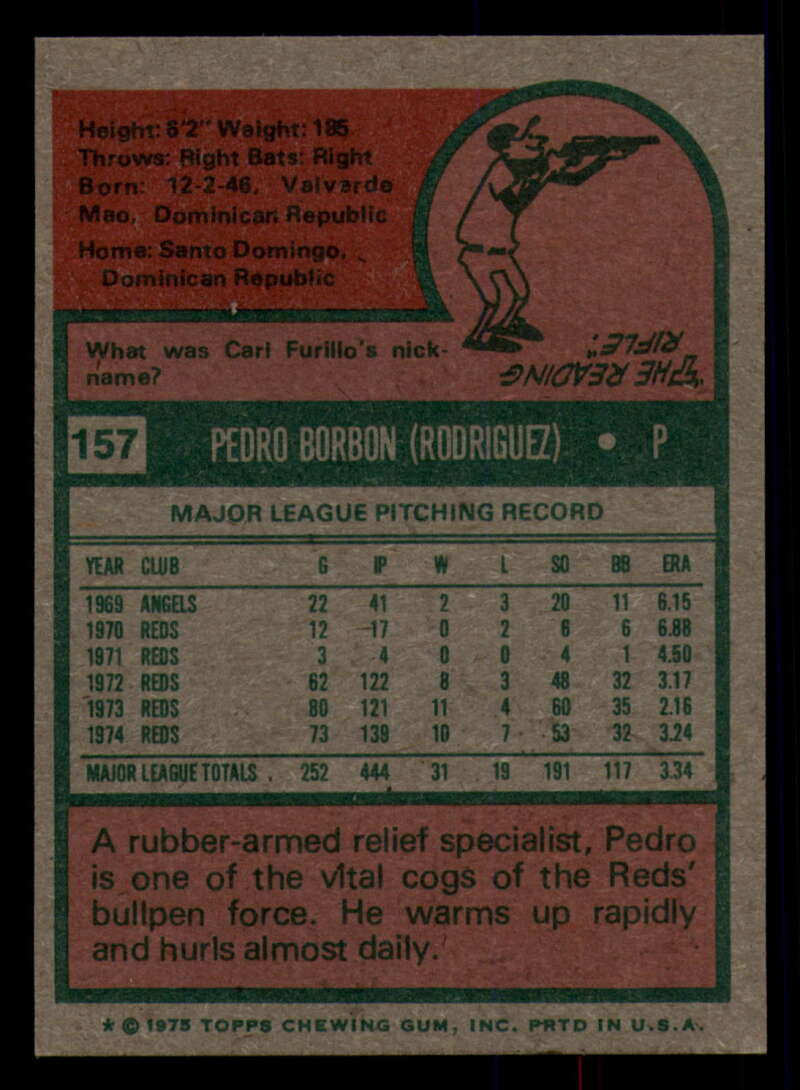 Height: 6'2" Weight: 185
Throws: Right Bats: Right
Born: 12-2-46, Valverde
Mao, Dominican Republic
Home: Santo Domingo,
Dominican Republic
What was Carl Furillo's nick-
name?
"THE READING
RIFLE."
157 PEDRO BORBON (RODRIGUEZ) • P
MAJOR LEAGUE PITCHING RECORD
YEAR CLUB G IP W L SO BB ERA
1969 ANGELS 22 41 2 3 20 11 6.15
1970 REDS 12 17 0 2 6 6 6.88
1971 REDS 3 4 0 0 4 1 4.50
1972 REDS 62 122 8 3 48 32 3.17
1973 REDS 80 121 11 4 60 35 2.16
1974 REDS 73 139 10 7 53 32 3.24
MAJOR LEAGUE TOTALS . 252 444 31 19 191 117 3.34
A rubber-armed relief specialist, Pedro
is one of the vital cogs of the Reds'
bullpen force. He warms up rapidly
and hurls almost daily.
* © 1975 TOPPS CHEWING GUM, INC. PRTD IN U.S.A.